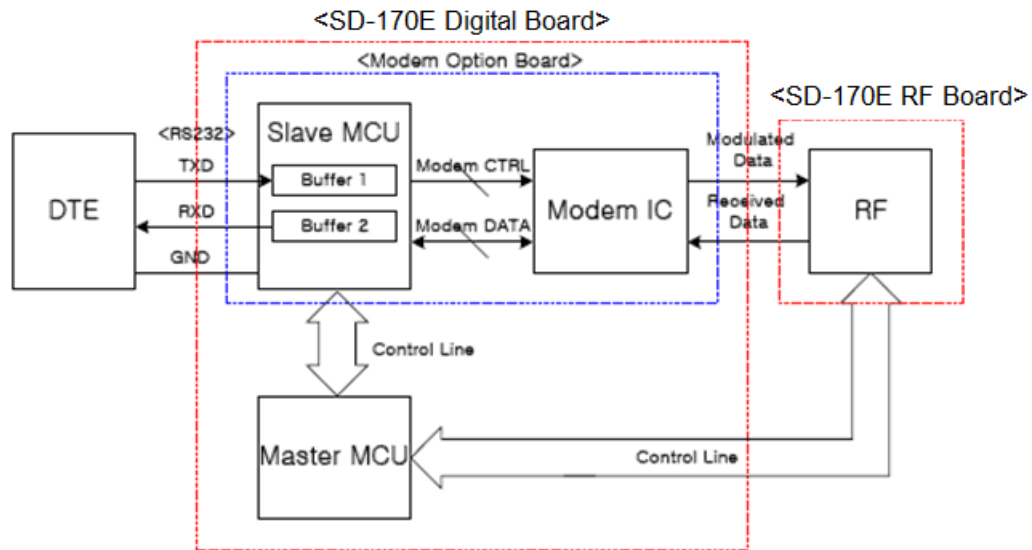 <SD-170E Digital Board>
<Modem Option Board>
<SD-170E RF Board>
<RS232>
TXD
RXD
GND
DTE
Slave MCU
Buffer 1
Buffer 2
Modem CTRL
Modem DATA
Modem IC
Modulated
Data
Received
Data
RF
Control Line
Master MCU
Control Line